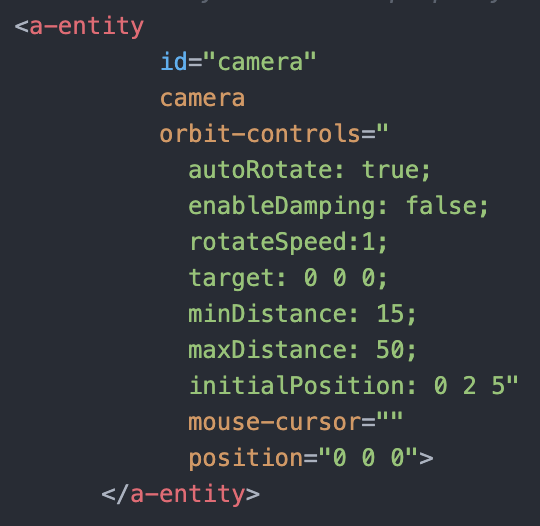 <a-entity
id="camera"
camera
orbit-controls="
autoRotate: true;
enableDamping: false;
rotateSpeed:1;
target: 0 0 0;
minDistance: 15;
maxDistance: 50;
initialPosition: 0 2 5"
mouse-cursor=""
position="0 0 0">
</a-entity>